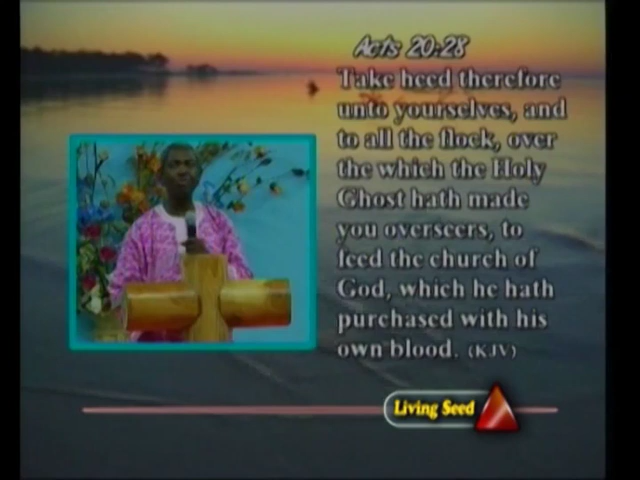 Acts 20:28
Take heed therefore
unto yourselves, and
to all the flock, over
the which the Holy
Ghost hath made
you overseers, to
feed the church of
God, which he hath
purchased with his
own blood. (KJV)
Living Seed